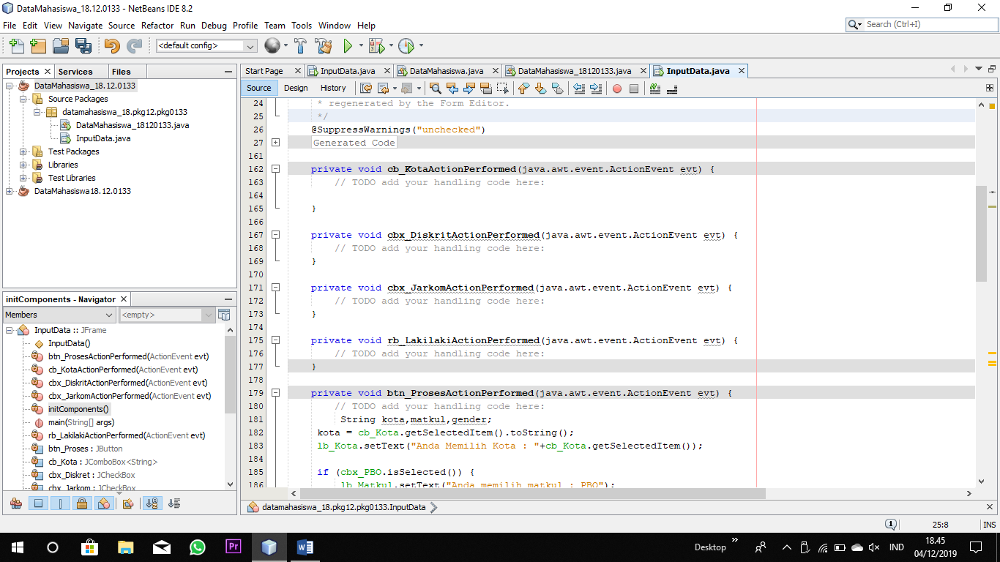 DataMahasiswa_18.12.0133 - NetBeans IDE 8.2
File Edit View Navigate Source Refactor Run Debug Profile Team Tools Window Help
Search (Ctrl+I)
<default config>
Projects Services Files
DataMahasiswa_18.12.0133
Source Packages
datamahasiswa_18.pkg12.pkg0133
DataMahasiswa_18120133.java
InputData.java
Test Packages
Libraries
Test Libraries
DataMahasiswa18.12.0133
initComponents - Navigator
Members <empty>
InputData :: JFrame
InputData()
btn_ProsesActionPerformed(ActionEvent evt)
cb_KotaActionPerformed(ActionEvent evt)
cbx_DiskritActionPerformed(ActionEvent evt)
cbx_JarkomActionPerformed(ActionEvent evt)
initComponents()
main(String[] args)
rb_LakilakiActionPerformed(ActionEvent evt)
btn_Proses : JButton
cb_Kota : JComboBox<String>
cbx_Diskret : JCheckBox
cbx_Jarkom : JCheckBox
Start Page InputData.java DataMahasiswa.java DataMahasiswa_18120133.java InputData.java
Source Design History
24 * regenerated by the Form Editor.
25 */
26 @SuppressWarnings("unchecked")
27 Generated Code
161
162 private void cb_KotaActionPerformed(java.awt.event.ActionEvent evt) {
163 // TODO add your handling code here:
164
165 }
166
167 private void cbx_DiskritActionPerformed(java.awt.event.ActionEvent evt) {
168 // TODO add your handling code here:
169 }
170
171 private void cbx_JarkomActionPerformed(java.awt.event.ActionEvent evt) {
172 // TODO add your handling code here:
173 }
174
175 private void rb_LakilakiActionPerformed(java.awt.event.ActionEvent evt) {
176 // TODO add your handling code here:
177 }
178
179 private void btn_ProsesActionPerformed(java.awt.event.ActionEvent evt) {
180 // TODO add your handling code here:
181 String kota,matkul,gender;
182 kota = cb_Kota.getSelectedItem().toString();
183 lb_Kota.setText("Anda Memilih Kota : "+cb_Kota.getSelectedItem());
184
185 if (cbx_PBO.isSelected()) {
186 lb_Matkul.setText("Anda memilih matkul : PBO");
datamahasiswa_18.pkg12.pkg0133.InputData
1 25:8 INS
Pr
Desktop
IND
18.45
04/12/2019